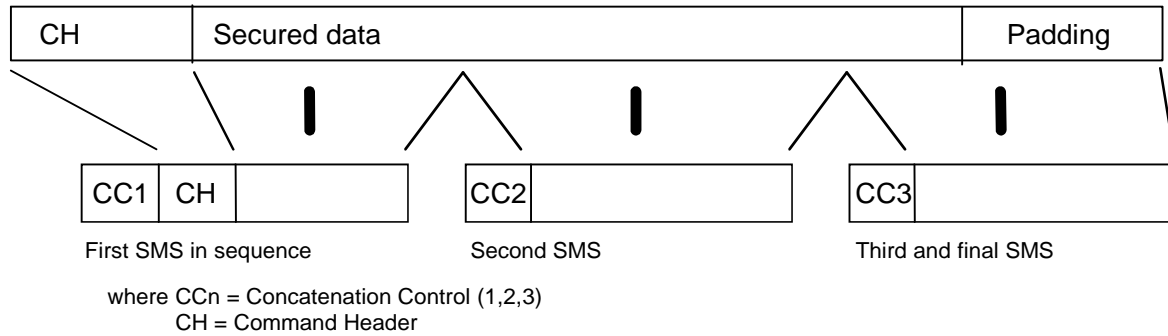 CH Secured data Padding
CC1 CH CC2 CC3
First SMS in sequence Second SMS Third and final SMS
where CCn = Concatenation Control (1,2,3)
CH = Command Header